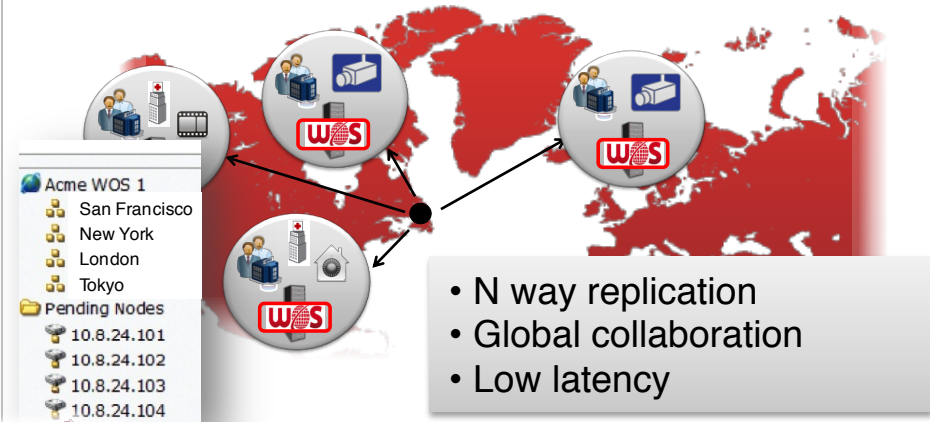 WOS
WOS
WOS
Acme WOS 1
San Francisco
New York
London
Tokyo
Pending Nodes
10.8.24.101
10.8.24.102
10.8.24.103
10.8.24.104
• N way replication
• Global collaboration
• Low latency